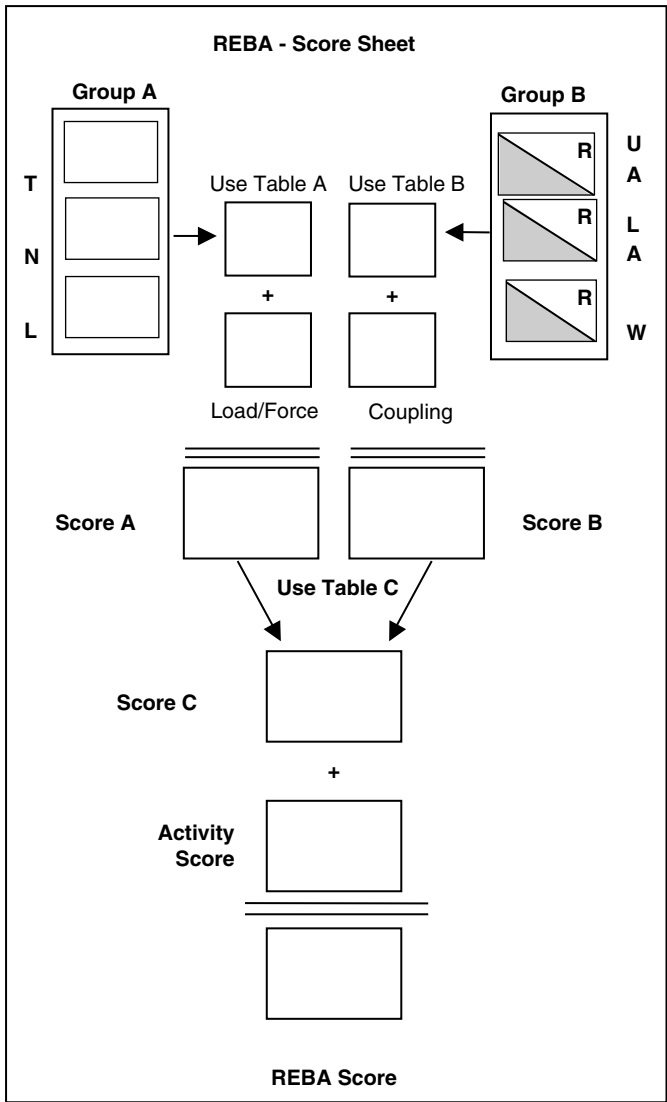 REBA - Score Sheet
Group A
Group B
T
N
L
Use Table A
Use Table B
R
R
R
U
A
L
A
W
+
+
Load/Force
Coupling
Score A
Score B
Use Table C
Score C
+
Activity
Score
REBA Score